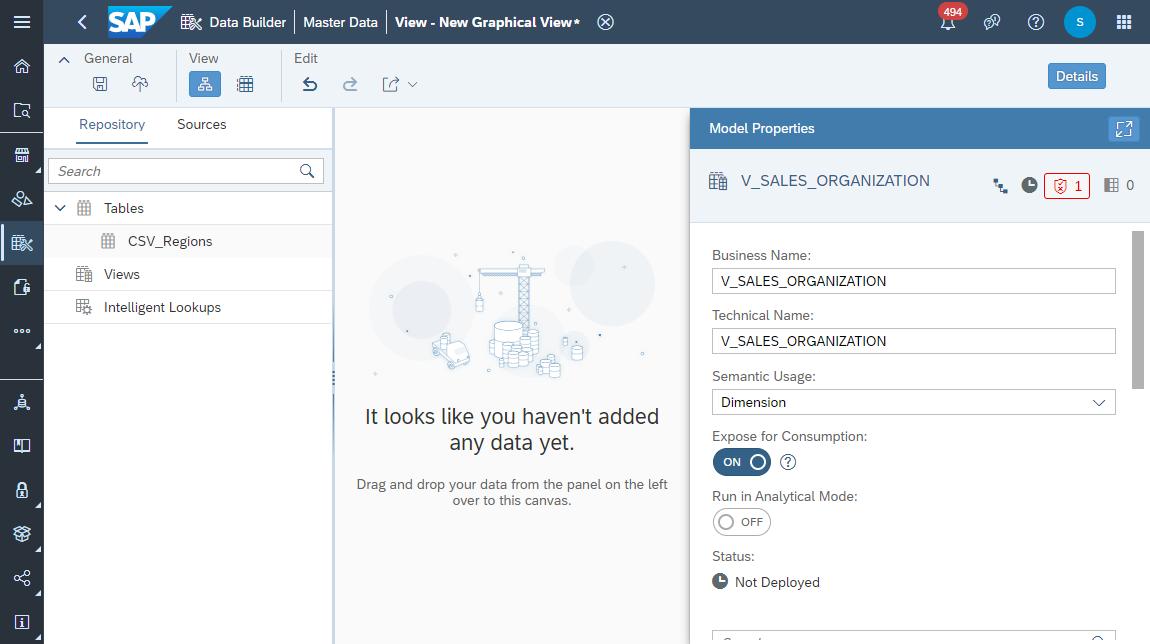 SAP
Data Builder
Master Data
View - New Graphical View*
494
S
General
View
Edit
Details
Repository
Sources
Search
Tables
CSV_Regions
Views
Intelligent Lookups
It looks like you haven't added
any data yet.
Drag and drop your data from the panel on the left
over to this canvas.
Model Properties
V_SALES_ORGANIZATION
1
0
Business Name:
V_SALES_ORGANIZATION
Technical Name:
V_SALES_ORGANIZATION
Semantic Usage:
Dimension
Expose for Consumption:
ON
Run in Analytical Mode:
OFF
Status:
Not Deployed